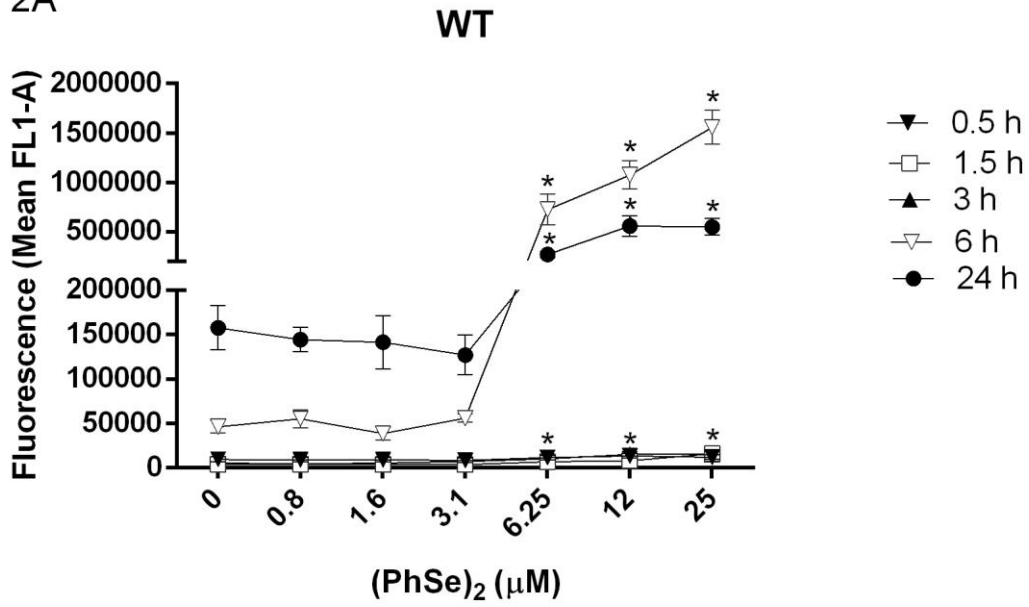 2A
WT
Fluorescence (Mean FL1-A)
2000000
1500000
1000000
500000
200000
150000
100000
50000
0
* * *
* * *
* * *
0 0.8 1.6 3.1 6.25 12 25
(PhSe)2 (μM)
0.5 h
1.5 h
3 h
6 h
24 h